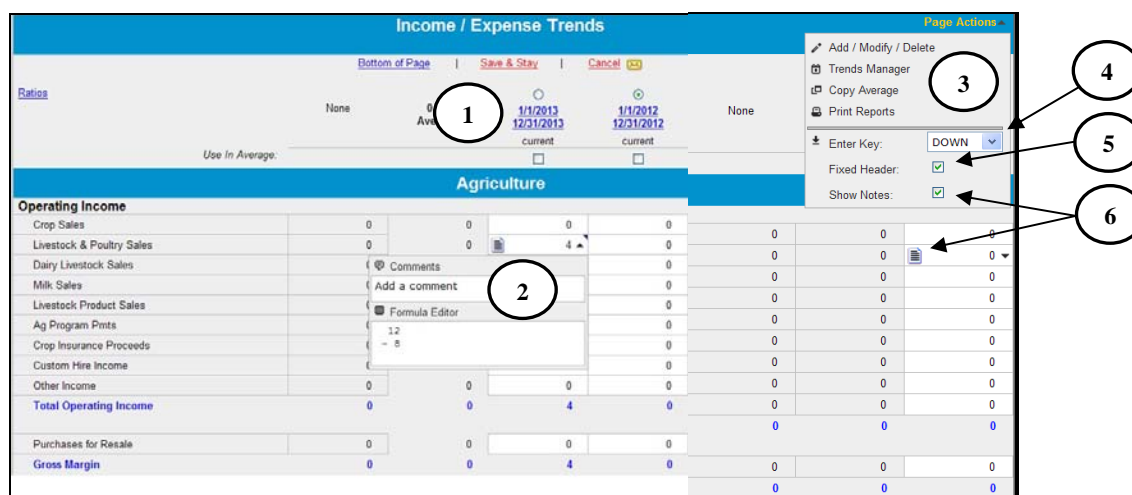 Income / Expense Trends
Page Actions
Bottom of Page | Save & Stay | Cancel
Add / Modify / Delete
Trends Manager
Copy Average
Print Reports
Enter Key: DOWN
Fixed Header:
Show Notes:
1
2
3
4
5
6
Ratios
None 0 1/1/2013 1/1/2012 None
12/31/2013 12/31/2012
current current
Use In Average:
Agriculture
Operating Income
Crop Sales 0 0 0 0 0 0 0
Livestock & Poultry Sales 0 0 4 0 0 0 0
Dairy Livestock Sales 0 0 0 0
Milk Sales 0 0 0 0
Livestock Product Sales 0 0 0 0
Ag Program Pmts 0 0 0 0
Crop Insurance Proceeds 0 0 0 0
Custom Hire Income 0 0 0 0
Other Income 0 0 0 0 0 0 0
Total Operating Income 0 0 4 0 0 0 0
Purchases for Resale 0 0 0 0 0 0 0
Gross Margin 0 0 4 0 0 0 0
Comments
Add a comment
Formula Editor
12
- 8